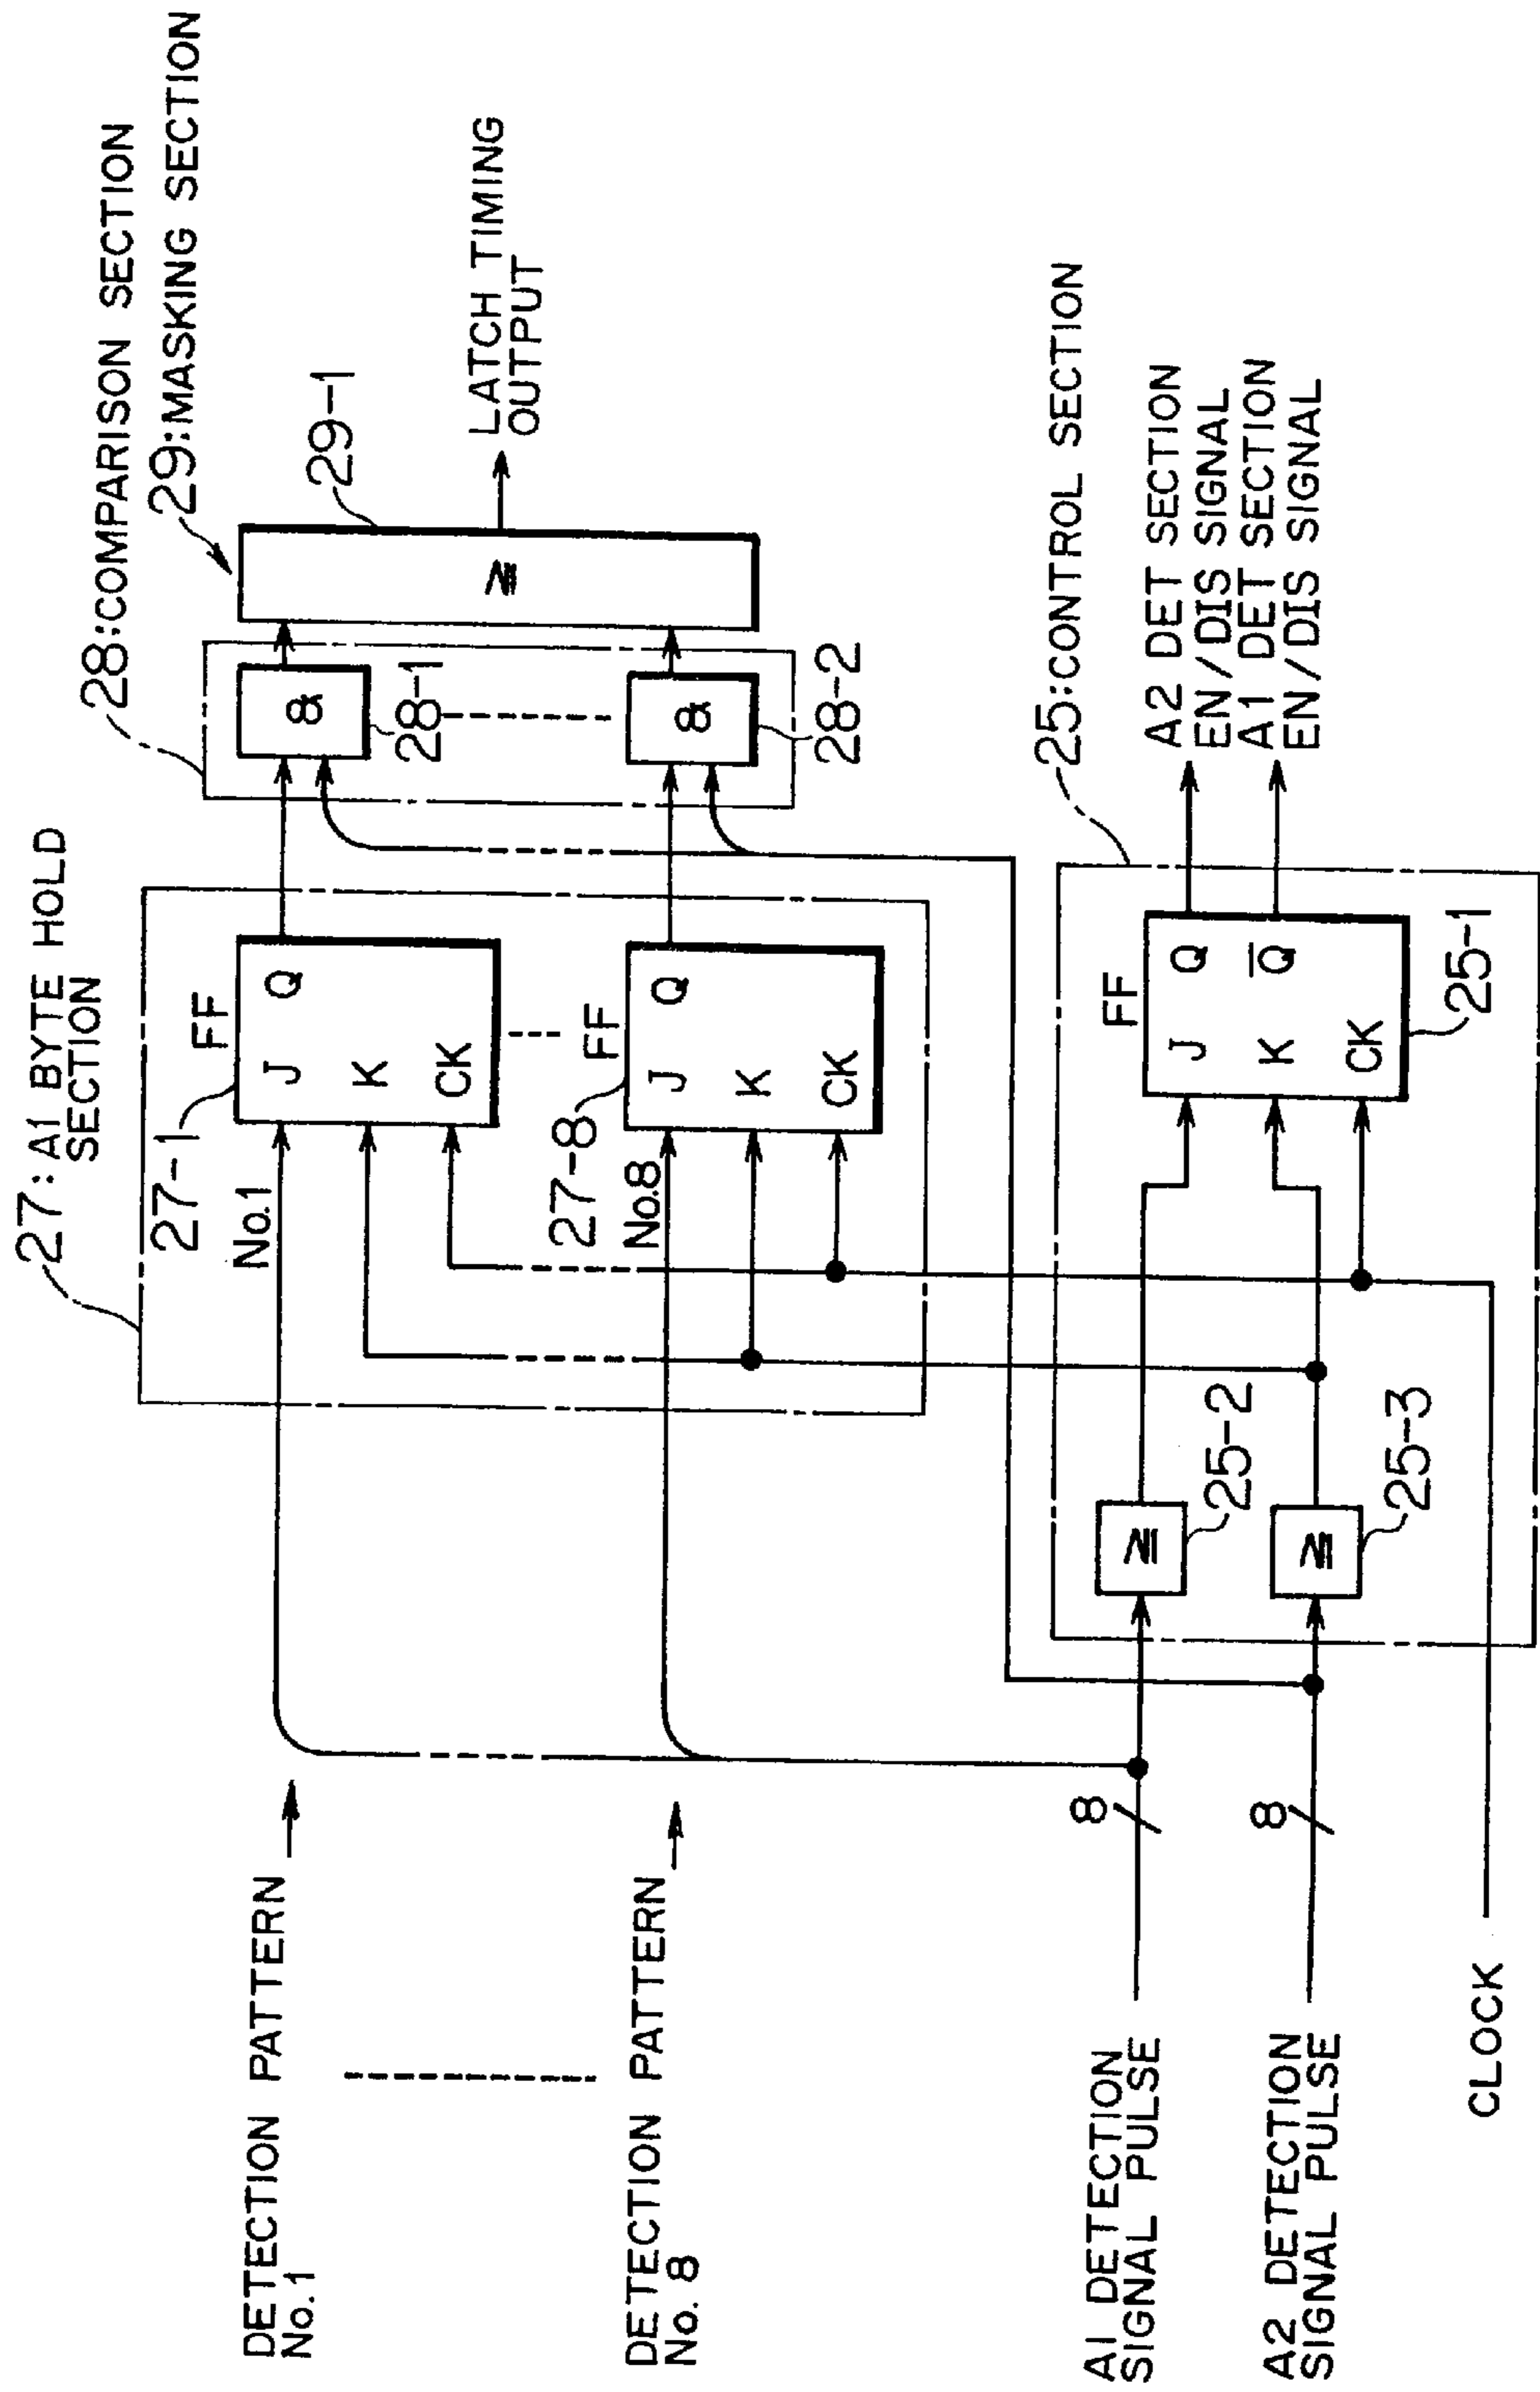 27: A1 BYTE HOLD
SECTION
27-1
FF
No.1
J
Q
K
CK
27-8
FF
No.8
J
Q
K
CK
28:COMPARISON SECTION
29:MASKING SECTION
&
28-1
&
28-2
29-1
≥1
LATCH TIMING
OUTPUT
DETECTION PATTERN
No.1
DETECTION PATTERN
No. 8
A1 DETECTION
SIGNAL PULSE
8
A2 DETECTION
SIGNAL PULSE
8
CLOCK
25:CONTROL SECTION
≥1
25-2
≥1
25-3
FF
J
Q
K
Q̅
CK
25-1
A2 DET SECTION
EN/DIS SIGNAL
A1 DET SECTION
EN/DIS SIGNAL